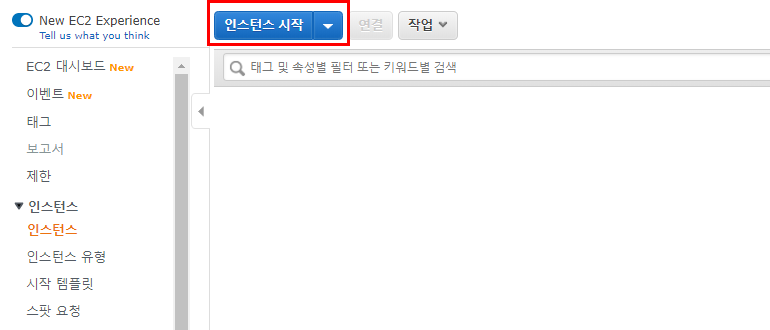 New EC2 Experience
Tell us what you think
EC2 대시보드 New
이벤트 New
태그
보고서
제한
인스턴스
인스턴스
인스턴스 유형
시작 템플릿
스팟 요청
인스턴스 시작
연결
작업
태그 및 속성별 필터 또는 키워드별 검색